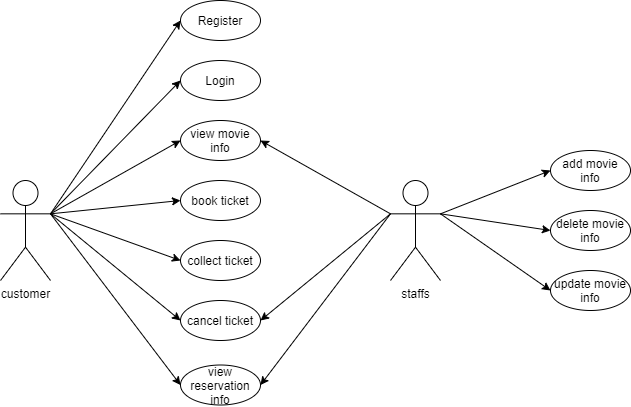 Register
Login
view movie
info
book ticket
collect ticket
cancel ticket
view
reservation
info
customer
staffs
add movie
info
delete movie
info
update movie
info